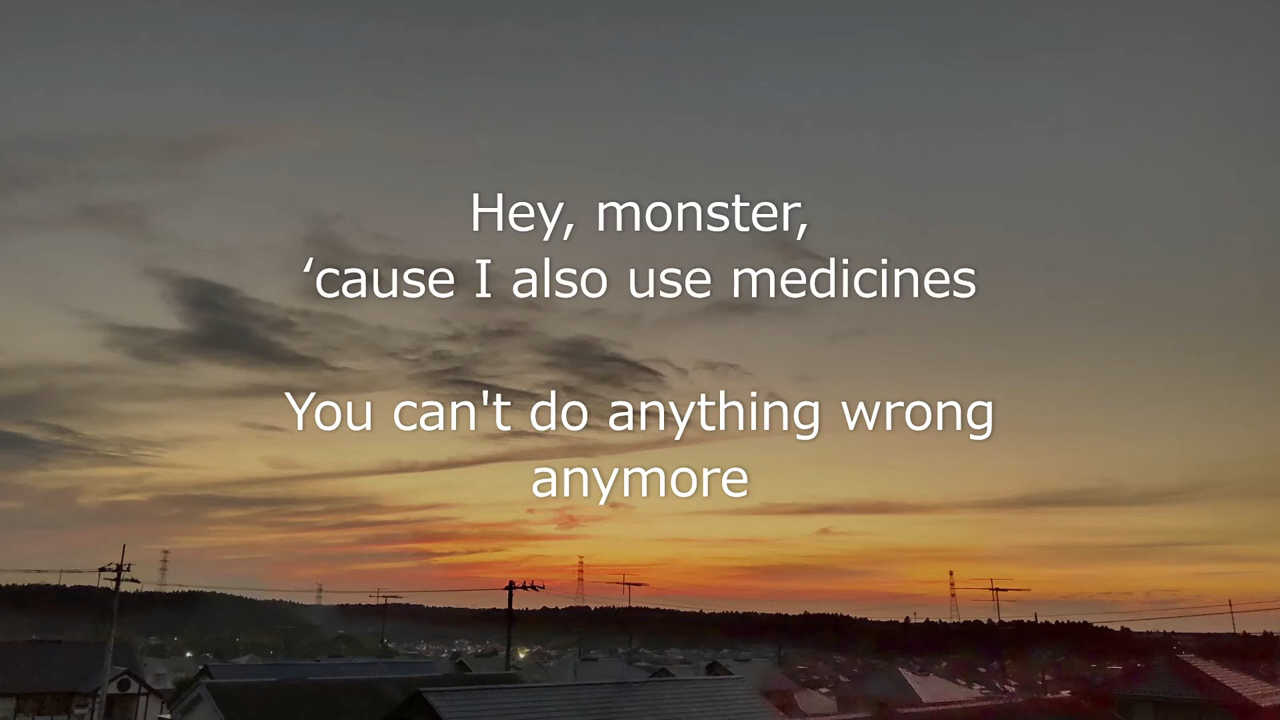 Hey, monster,
‘cause I also use medicines
You can't do anything wrong
anymore